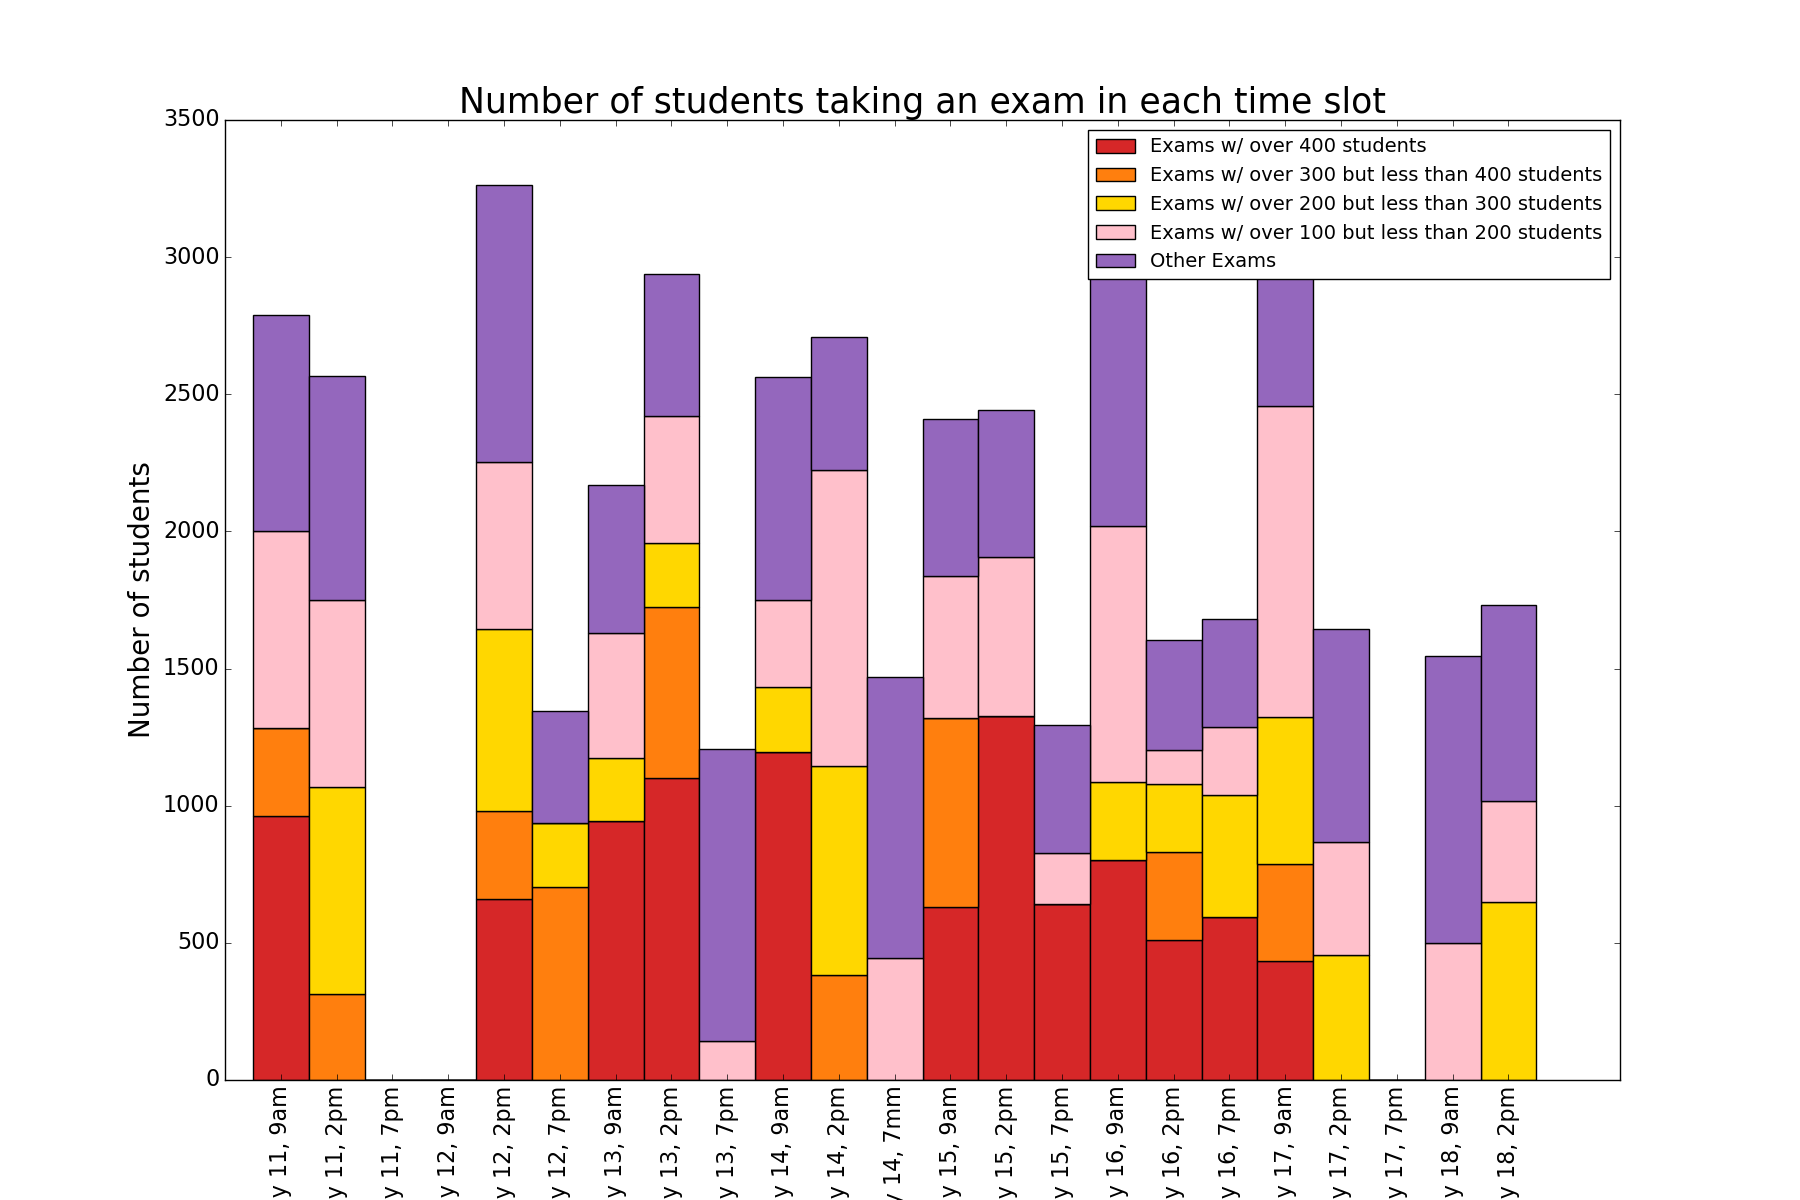 Number of students taking an exam in each time slot
3500
3000
2500
2000
1500
1000
500
0
Number of students
Exams w/ over 400 students
Exams w/ over 300 but less than 400 students
Exams w/ over 200 but less than 300 students
Exams w/ over 100 but less than 200 students
Other Exams
y 11, 9am
y 11, 2pm
y 11, 7pm
y 12, 9am
y 12, 2pm
y 12, 7pm
y 13, 9am
y 13, 2pm
y 13, 7pm
y 14, 9am
y 14, 2pm
y 14, 7mm
y 15, 9am
y 15, 2pm
y 15, 7pm
y 16, 9am
y 16, 2pm
y 16, 7pm
y 17, 9am
y 17, 2pm
y 17, 7pm
y 18, 9am
y 18, 2pm